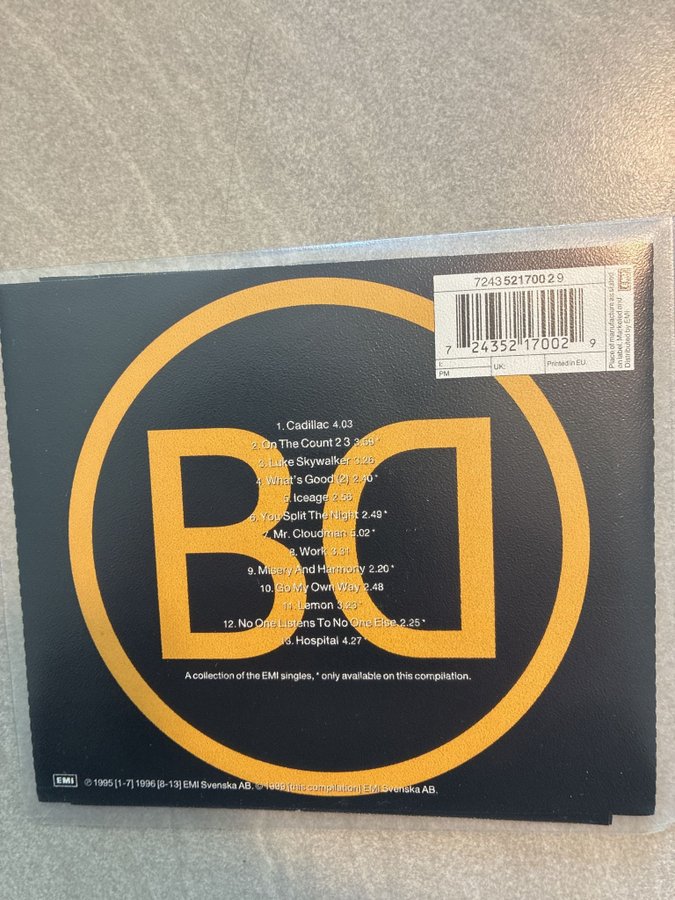 7243 521700 2 9
7 24352 17002 9
I:
UK:
Printed in EU.
PM
Place of manufacture as stated
on label. Marketed and
Distributed by EMI
EMI
BD
1. Cadillac 4.03
2. On The Count 2 3 3.59*
3. Luke Skywalker 3.26
4. What's Good (2) 2.40*
5. Iceage 2.56
6. You Split The Night 2.49*
7. Mr. Cloudman 5.02*
8. Work 3.31
9. Misery And Harmony 2.20*
10. Go My Own Way 2.48
11. Lemon 3.23*
12. No One Listens To No One Else 2.25*
13. Hospital 4.27*
A collection of the EMI singles, * only available on this compilation.
EMI
℗ 1995 [1-7] 1996 [8-13] EMI Svenska AB. © 1999 [this compilation] EMI Svenska AB.